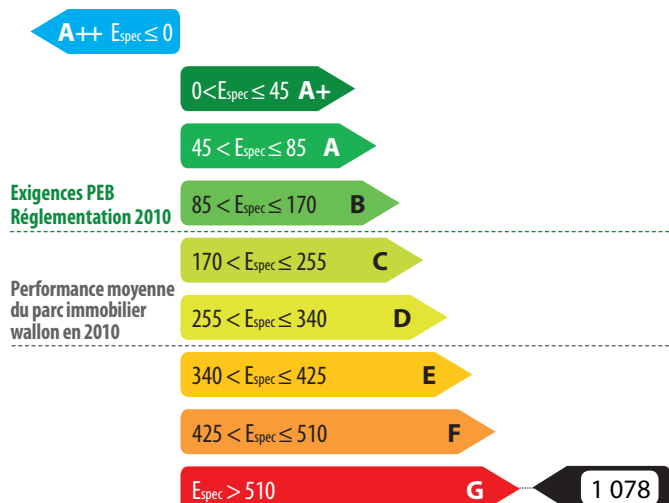 A++ Espec ≤ 0
0<Espec ≤ 45 A+
45 < Espec ≤ 85 A
Exigences PEB
Réglementation 2010
85 < Espec ≤ 170 B
170 < Espec ≤ 255 C
Performance moyenne
du parc immobilier
wallon en 2010
255 < Espec ≤ 340 D
340 < Espec ≤ 425 E
425 < Espec ≤ 510 F
Espec > 510 G
1 078